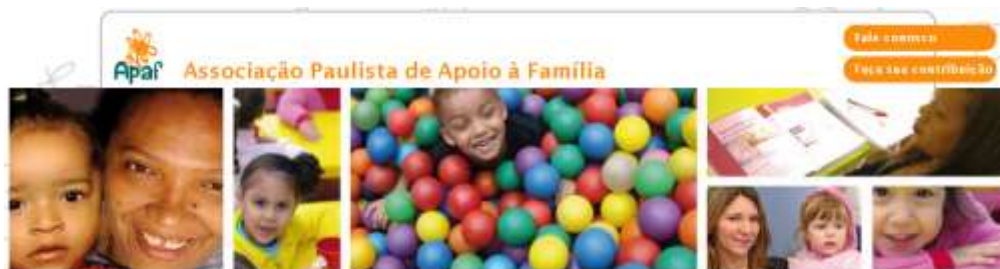 Fale conosco
Apaf
Associação Paulista de Apoio à Família
Faça sua contribuição